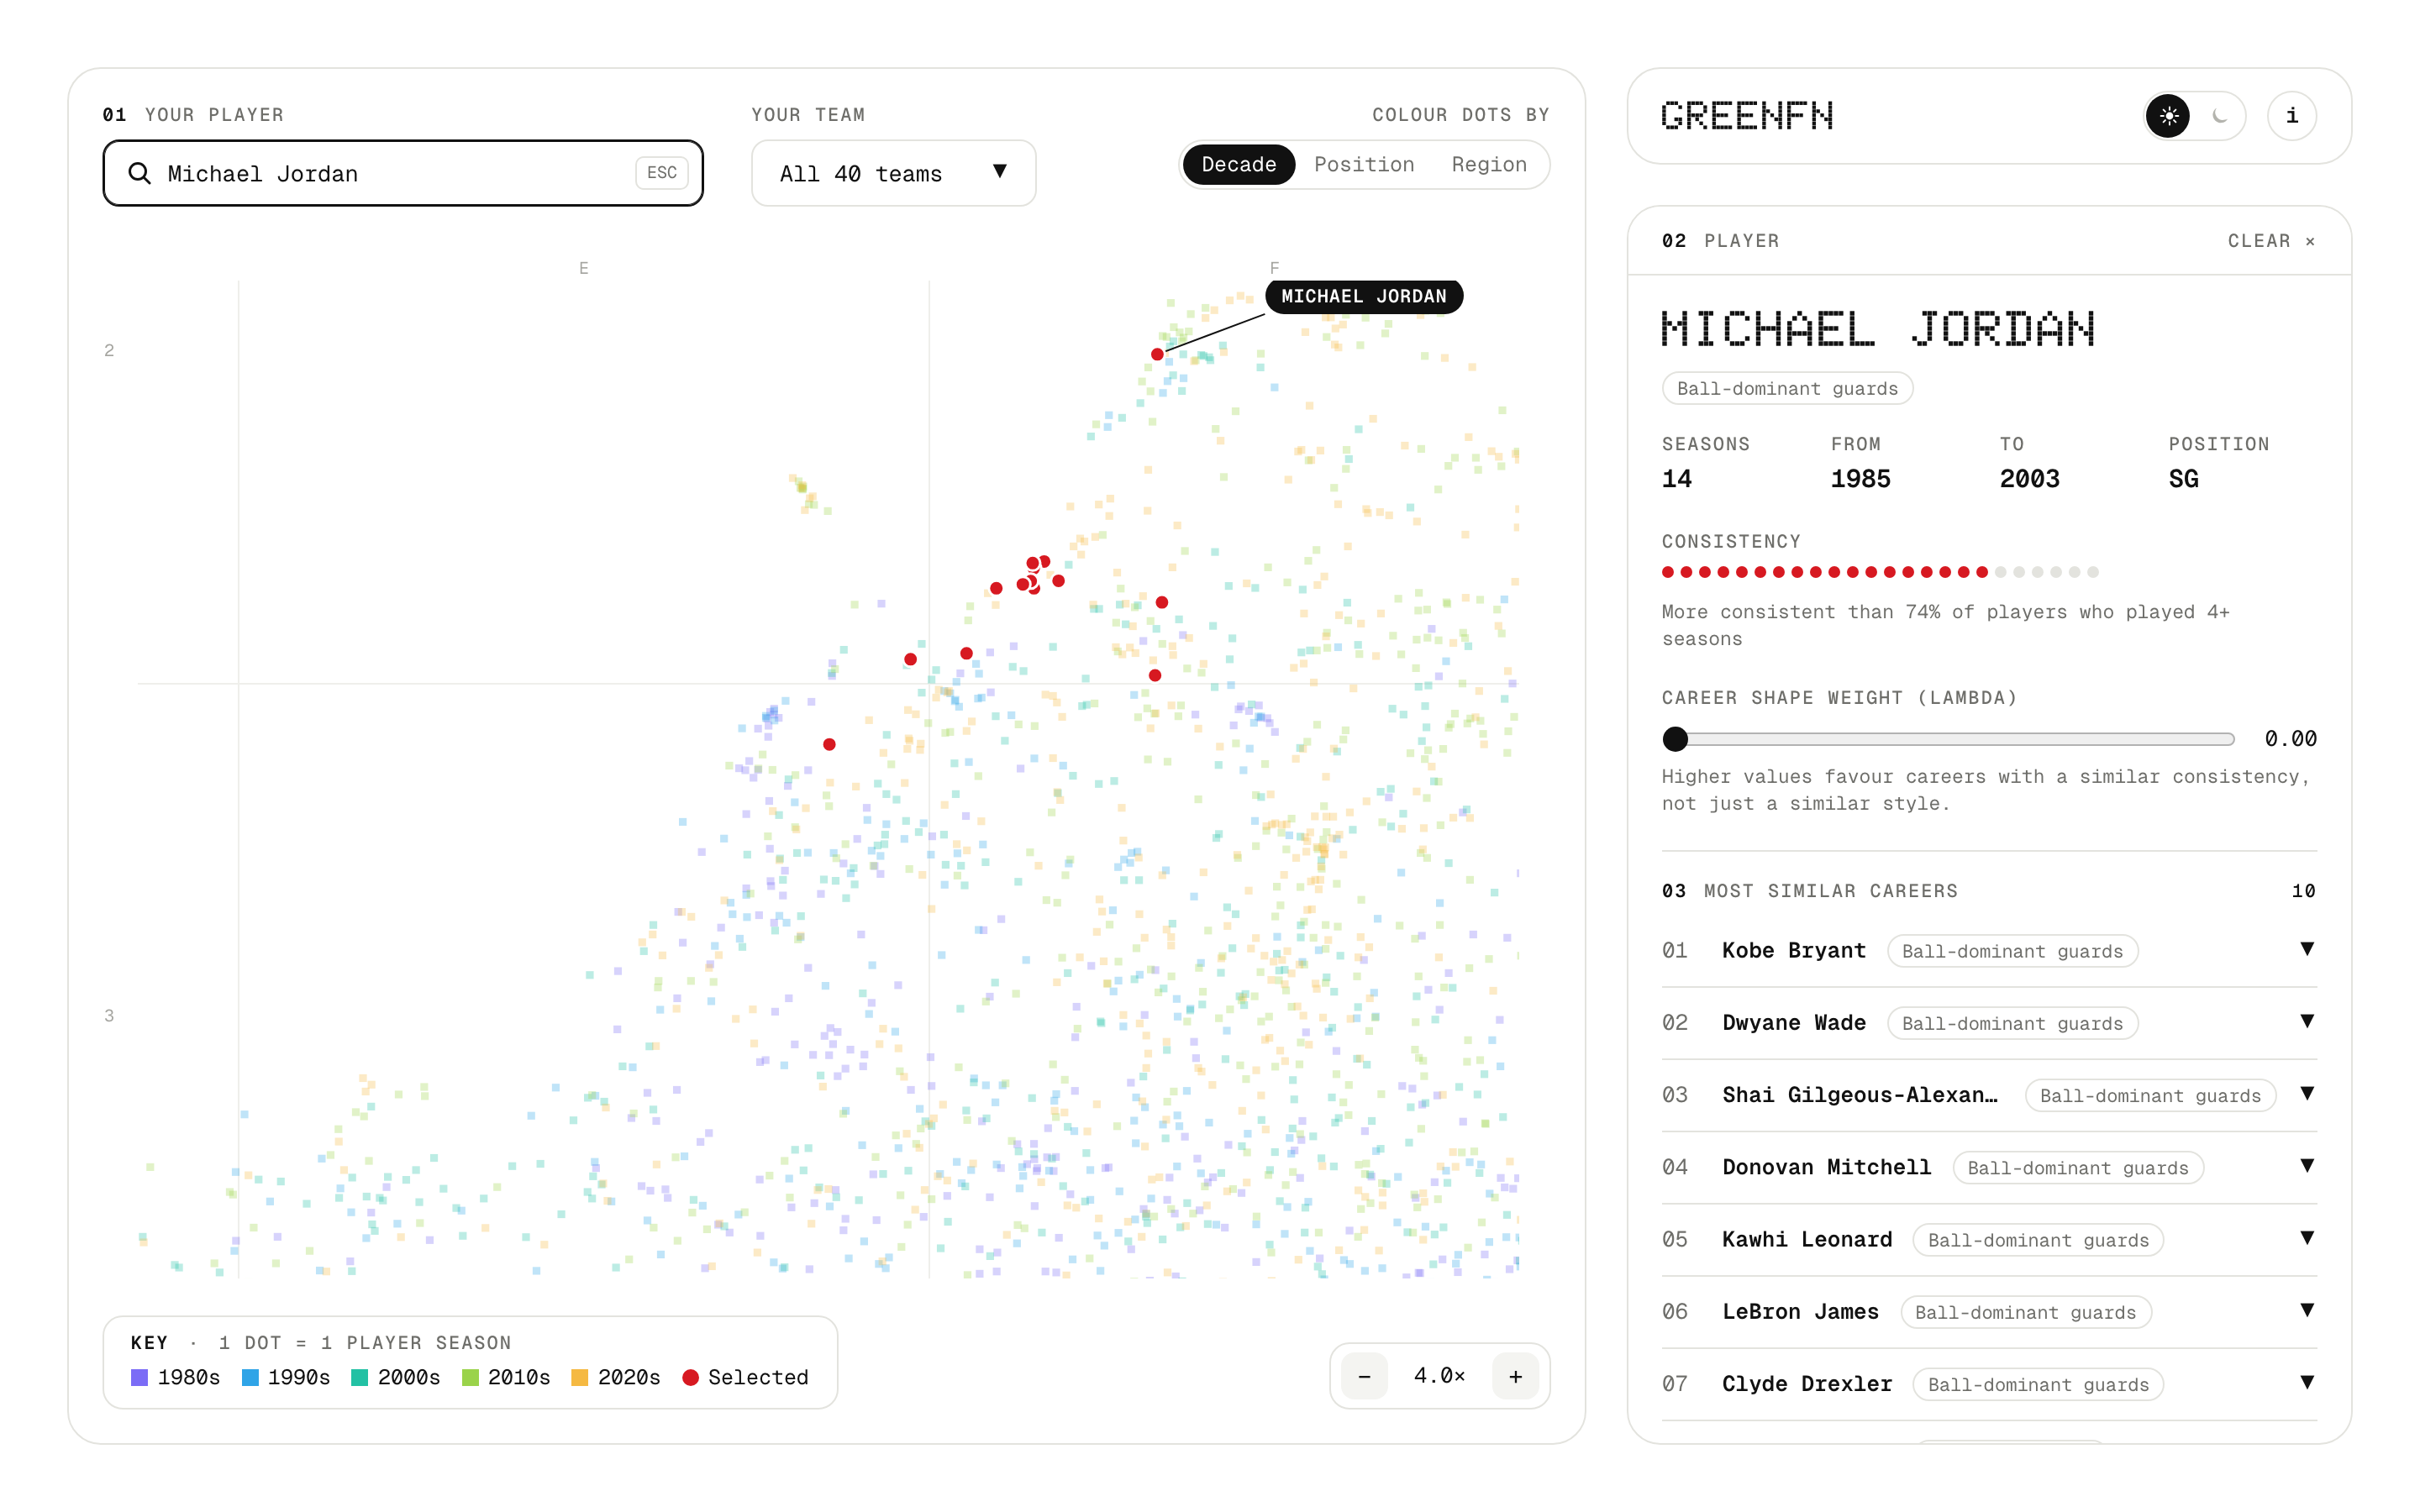 01 YOUR PLAYER
YOUR TEAM
COLOUR DOTS BY
Michael Jordan
ESC
All 40 teams ▼
Decade Position Region
E
F
MICHAEL JORDAN
2
3
KEY · 1 DOT = 1 PLAYER SEASON
1980s 1990s 2000s 2010s 2020s Selected
− 4.0× +
GREENFN
i
02 PLAYER
CLEAR ×
MICHAEL JORDAN
Ball-dominant guards
SEASONS FROM TO POSITION
14 1985 2003 SG
CONSISTENCY
More consistent than 74% of players who played 4+
seasons
CAREER SHAPE WEIGHT (LAMBDA)
0.00
Higher values favour careers with a similar consistency,
not just a similar style.
03 MOST SIMILAR CAREERS 10
01 Kobe Bryant Ball-dominant guards ▼
02 Dwyane Wade Ball-dominant guards ▼
03 Shai Gilgeous-Alexan… Ball-dominant guards ▼
04 Donovan Mitchell Ball-dominant guards ▼
05 Kawhi Leonard Ball-dominant guards ▼
06 LeBron James Ball-dominant guards ▼
07 Clyde Drexler Ball-dominant guards ▼